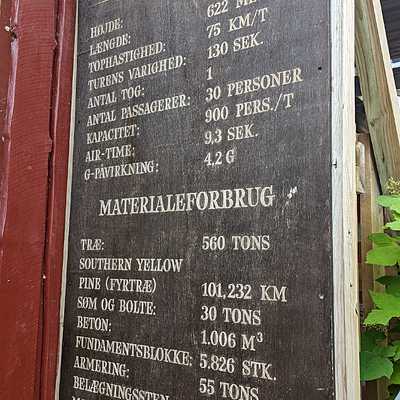 HØJDE:
LÆNGDE: 622
TOPHASTIGHED: 75 KM/T
TURENS VARIGHED: 130 SEK.
ANTAL TOG: 1
ANTAL PASSAGERER: 30 PERSONER
KAPACITET: 900 PERS./T
AIR-TIME: 9,3 SEK.
G-PÅVIRKNING: 4,2 G
MATERIALEFORBRUG
TRÆ: 560 TONS
SOUTHERN YELLOW
PINE (FYRTRÆ) 101,232 KM
SØM OG BOLTE: 30 TONS
BETON: 1.006 M³
FUNDAMENTSBLOKKE: 5.826 STK.
ARMERING: 55 TONS
BELÆGNINGSSTEN